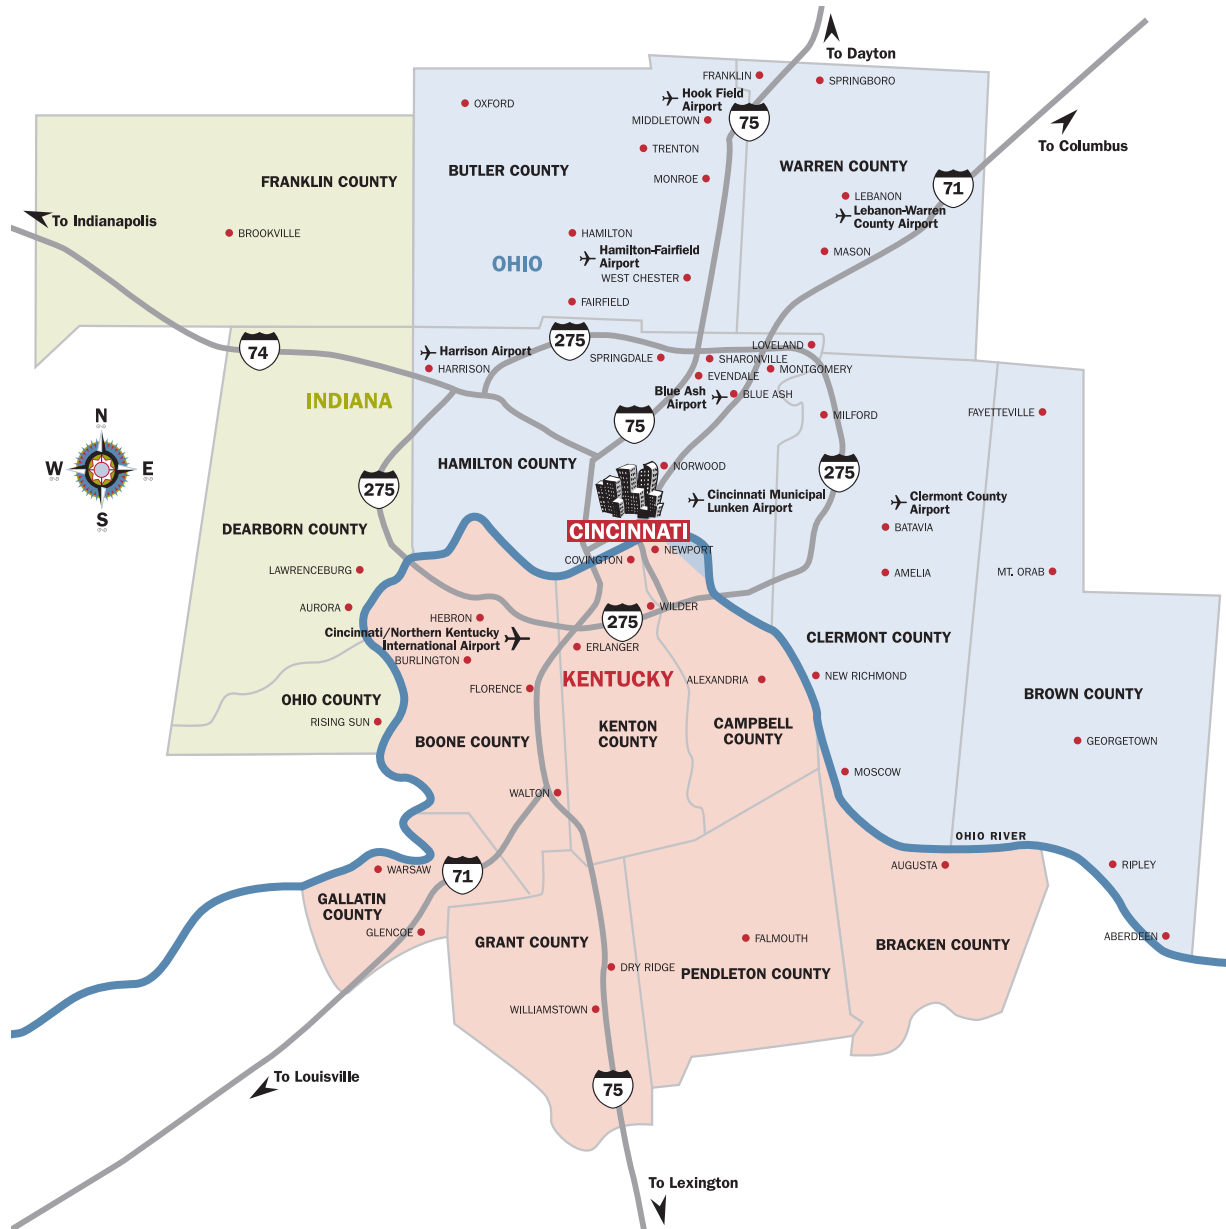 To Dayton
FRANKLIN
SPRINGBORO
Hook Field
Airport
OXFORD
MIDDLETOWN
75
To Columbus
TRENTON
BUTLER COUNTY
WARREN COUNTY
MONROE
FRANKLIN COUNTY
71
LEBANON
Lebanon-Warren
County Airport
To Indianapolis
BROOKVILLE
HAMILTON
Hamilton-Fairfield
Airport
OHIO
MASON
WEST CHESTER
FAIRFIELD
275
74
Harrison Airport
HARRISON
SPRINGDALE
LOVELAND
SHARONVILLE
MONTGOMERY
EVENDALE
Blue Ash
Airport
BLUE ASH
INDIANA
MILFORD
FAYETTEVILLE
75
N
W
E
S
HAMILTON COUNTY
NORWOOD
275
275
Cincinnati Municipal
Lunken Airport
Clermont County
Airport
DEARBORN COUNTY
CINCINNATI
BATAVIA
NEWPORT
COVINGTON
LAWRENCEBURG
AMELIA
MT. ORAB
AURORA
HEBRON
WILDER
275
Cincinnati/Northern Kentucky
International Airport
ERLANGER
CLERMONT COUNTY
BURLINGTON
FLORENCE
KENTUCKY
ALEXANDRIA
NEW RICHMOND
BROWN COUNTY
OHIO COUNTY
RISING SUN
BOONE COUNTY
KENTON
COUNTY
CAMPBELL
COUNTY
GEORGETOWN
MOSCOW
WALTON
OHIO RIVER
WARSAW
71
AUGUSTA
RIPLEY
GALLATIN
COUNTY
GLENCOE
GRANT COUNTY
FALMOUTH
BRACKEN COUNTY
ABERDEEN
DRY RIDGE
PENDLETON COUNTY
WILLIAMSTOWN
To Louisville
75
To Lexington